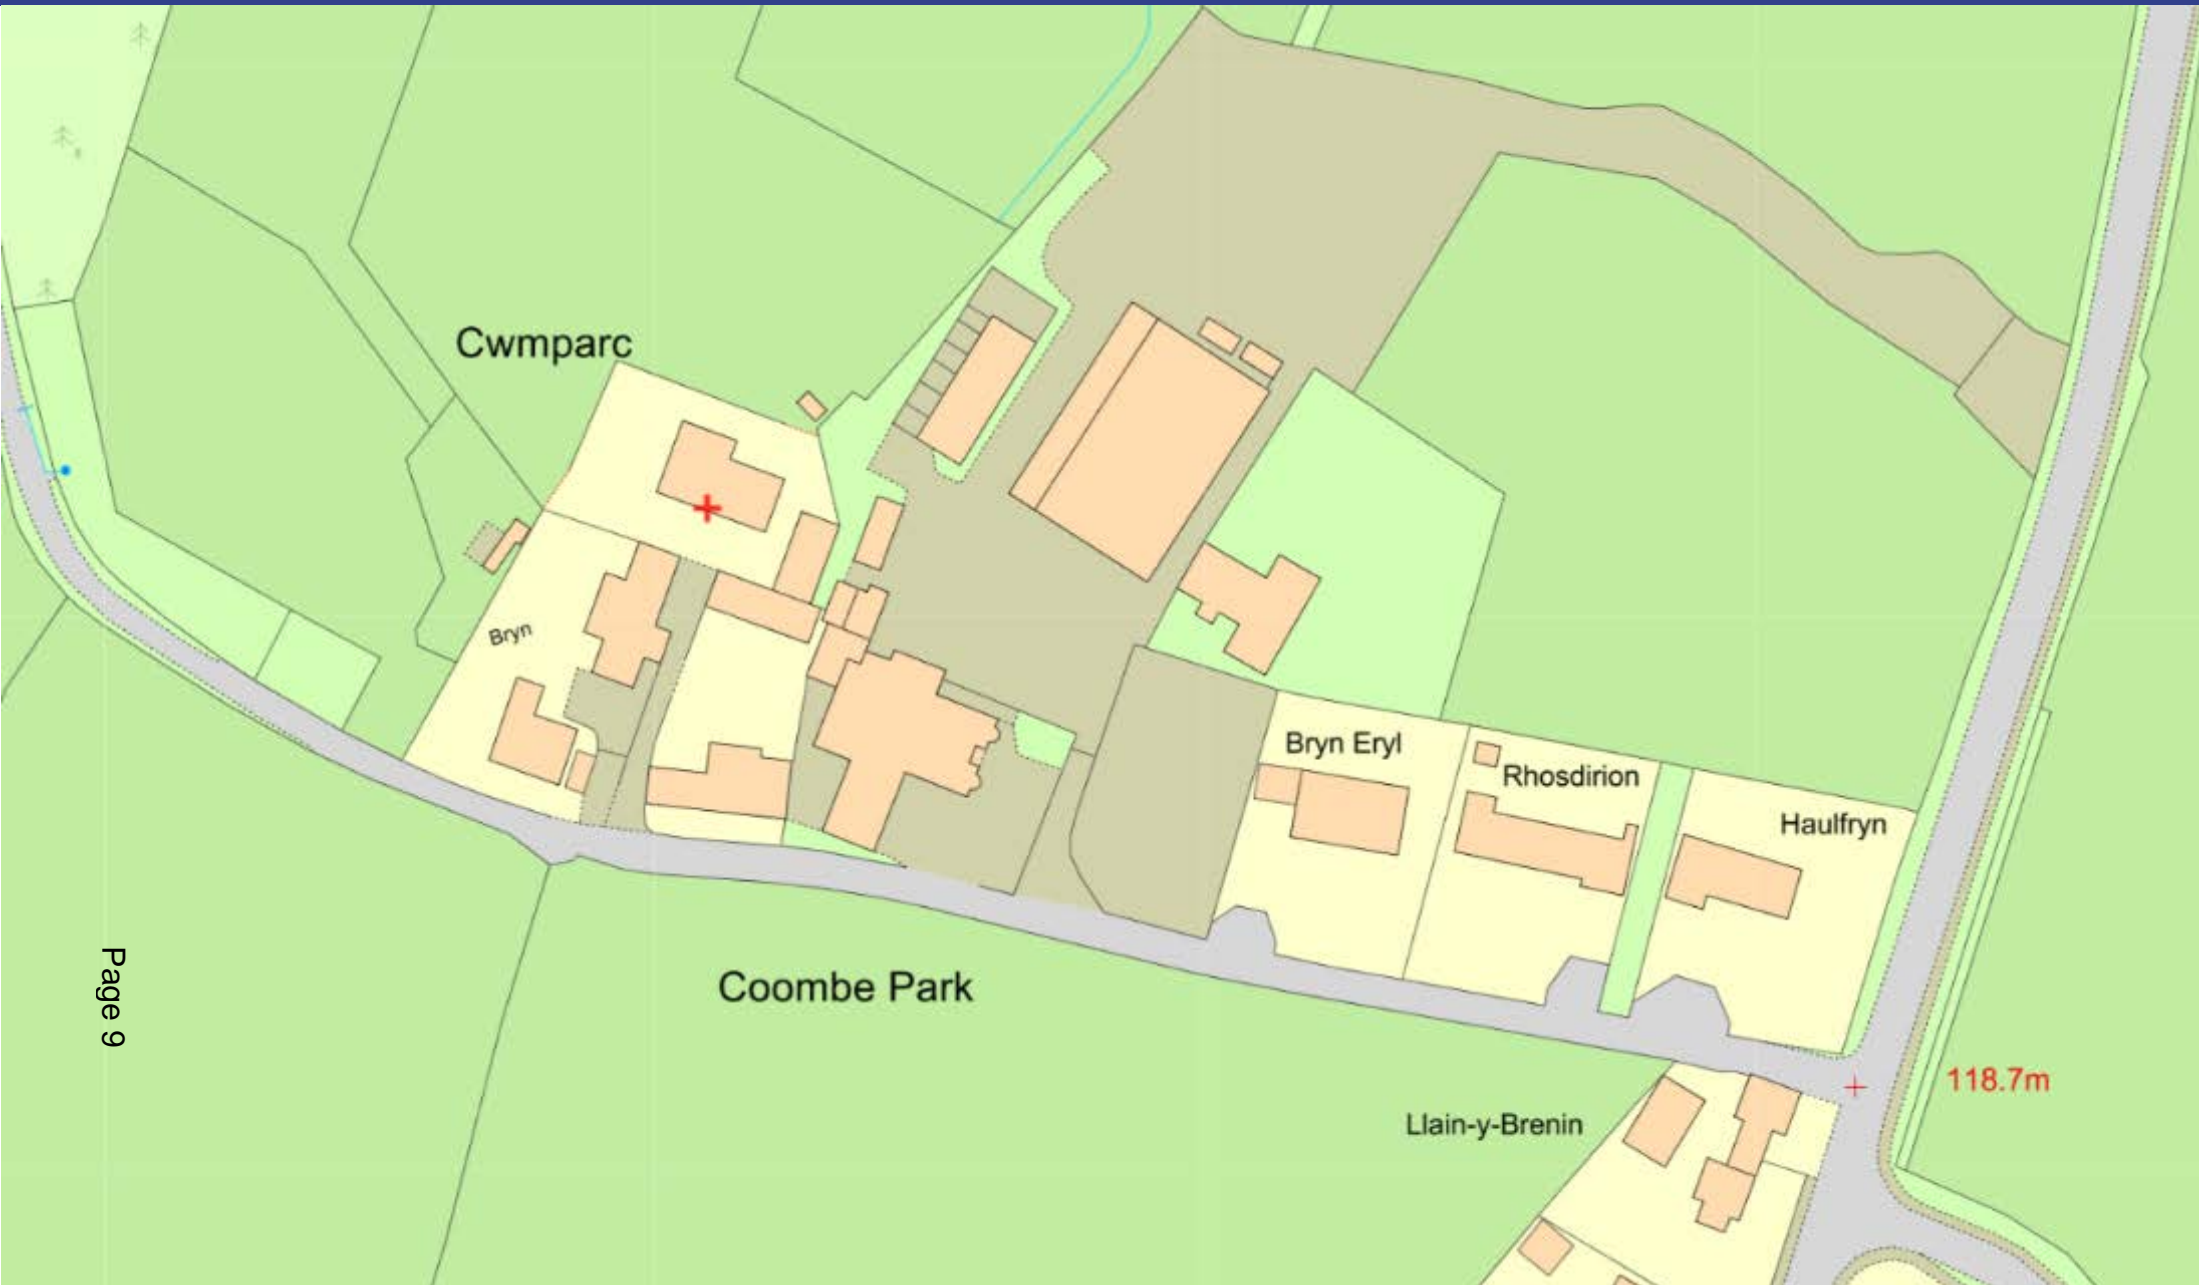 Cwmparc
Bryn
Bryn Eryl
Rhosdirion
Haulfryn
Coombe Park
118.7m
Llain-y-Brenin
Page 9